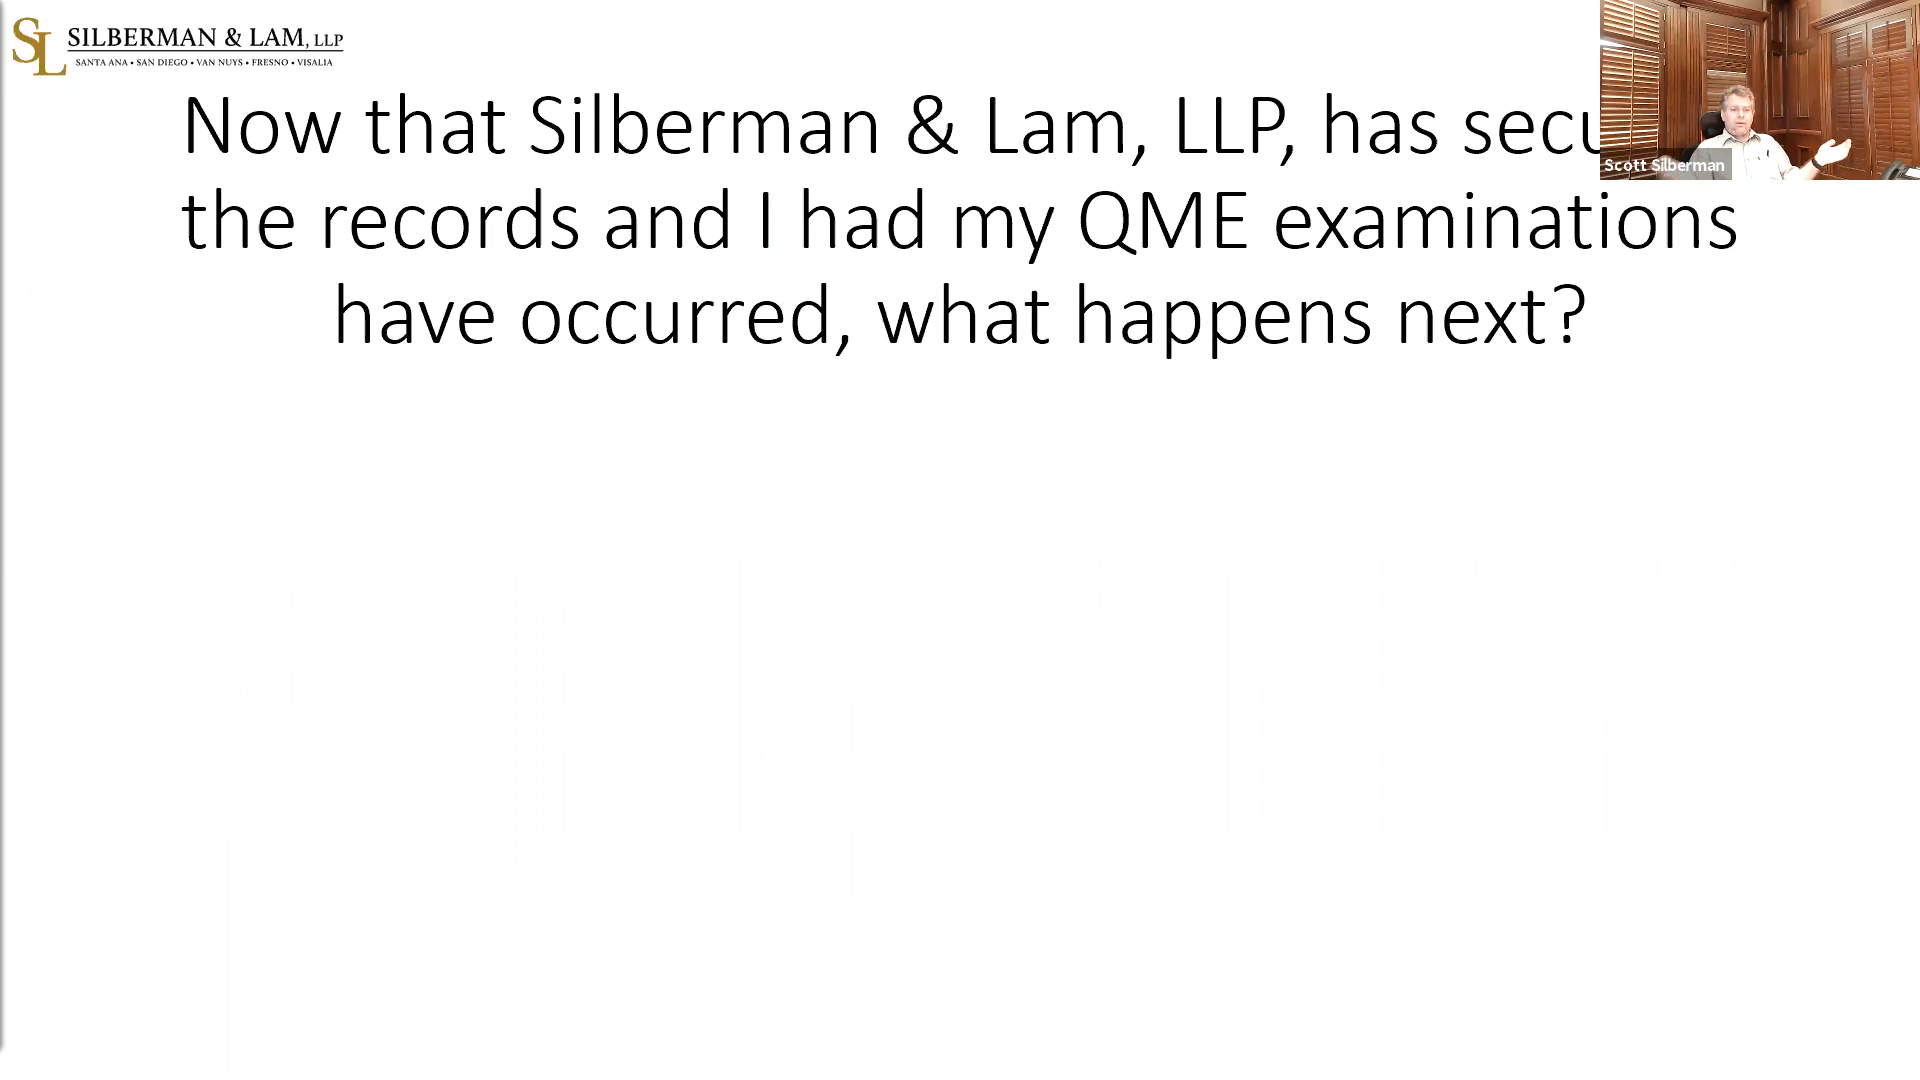 SL SILBERMAN & LAM, LLP
SANTA ANA • SAN DIEGO • VAN NUYS • FRESNO • VISALIA
Now that Silberman & Lam, LLP, has
the records and I had my QME examinations
have occurred, what happens next?
Scott Silberman